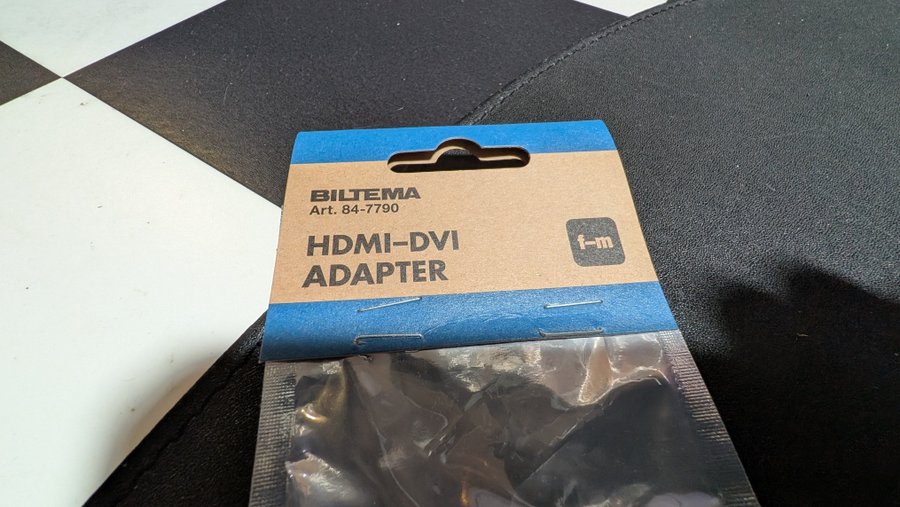 BILTEMA
Art. 84-7790
HDMI–DVI
ADAPTER
f–m